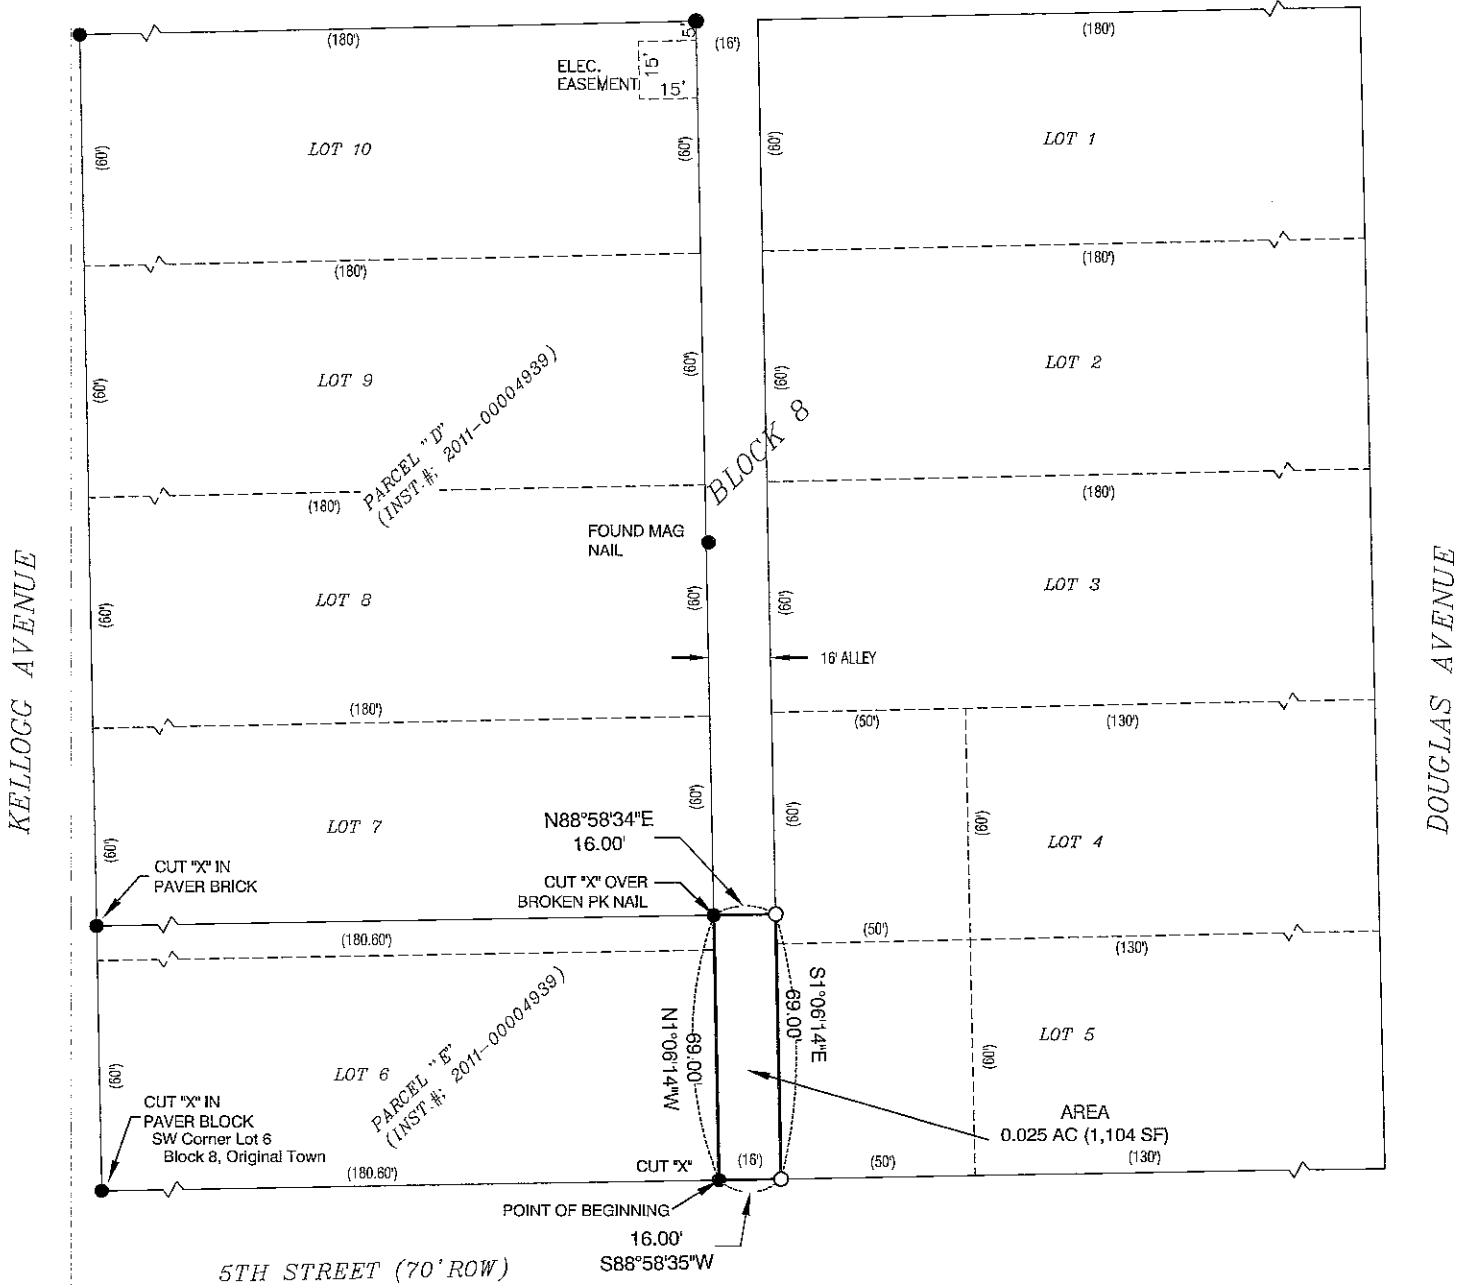 (180')
5'
(16')
(180')
ELEC.
EASEMENT
15'
15'
LOT 10
(60')
(60')
(60')
LOT 1
(180')
(180')
LOT 9
(60')
(60')
(60')
LOT 2
PARCEL "D"
(INST.#; 2011-00004939)
BLOCK 8
(180')
(180')
FOUND MAG
NAIL
KELLOGG AVENUE
DOUGLAS AVENUE
LOT 8
(60')
(60')
(60')
LOT 3
16' ALLEY
(180')
(50')
(130')
LOT 7
(60')
(60')
(60')
(60')
LOT 4
N88°58'34"E
16.00'
CUT "X" IN
PAVER BRICK
CUT "X" OVER
BROKEN PK NAIL
(180.60')
(50')
(130')
PARCEL "E"
(INST.#; 2011-00004939)
N1°06'14"W
69.00'
S1°06'14"E
69.00'
LOT 6
(60')
(60')
LOT 5
CUT "X" IN
PAVER BLOCK
SW Corner Lot 6
Block 8, Original Town
AREA
0.025 AC (1,104 SF)
(180.60')
CUT "X"
(16')
(50')
(130')
POINT OF BEGINNING
16.00'
S88°58'35"W
5TH STREET (70'ROW)